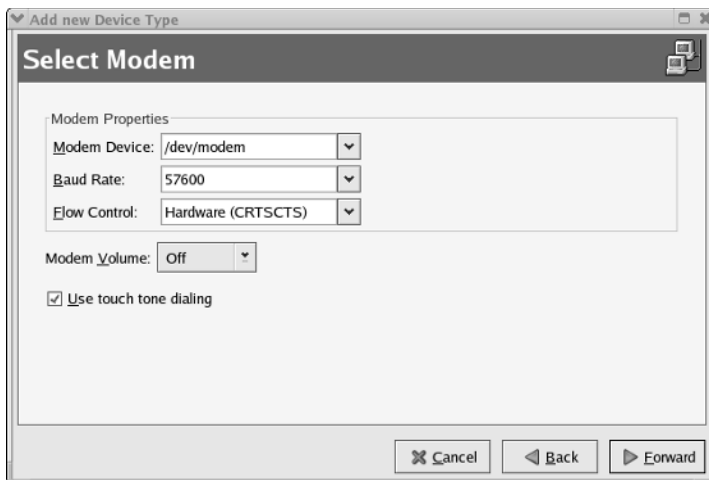 Add new Device Type
Select Modem
Modem Properties
Modem Device: /dev/modem
Baud Rate: 57600
Flow Control: Hardware (CRTSCTS)
Modem Volume: Off
Use touch tone dialing
Cancel Back Forward